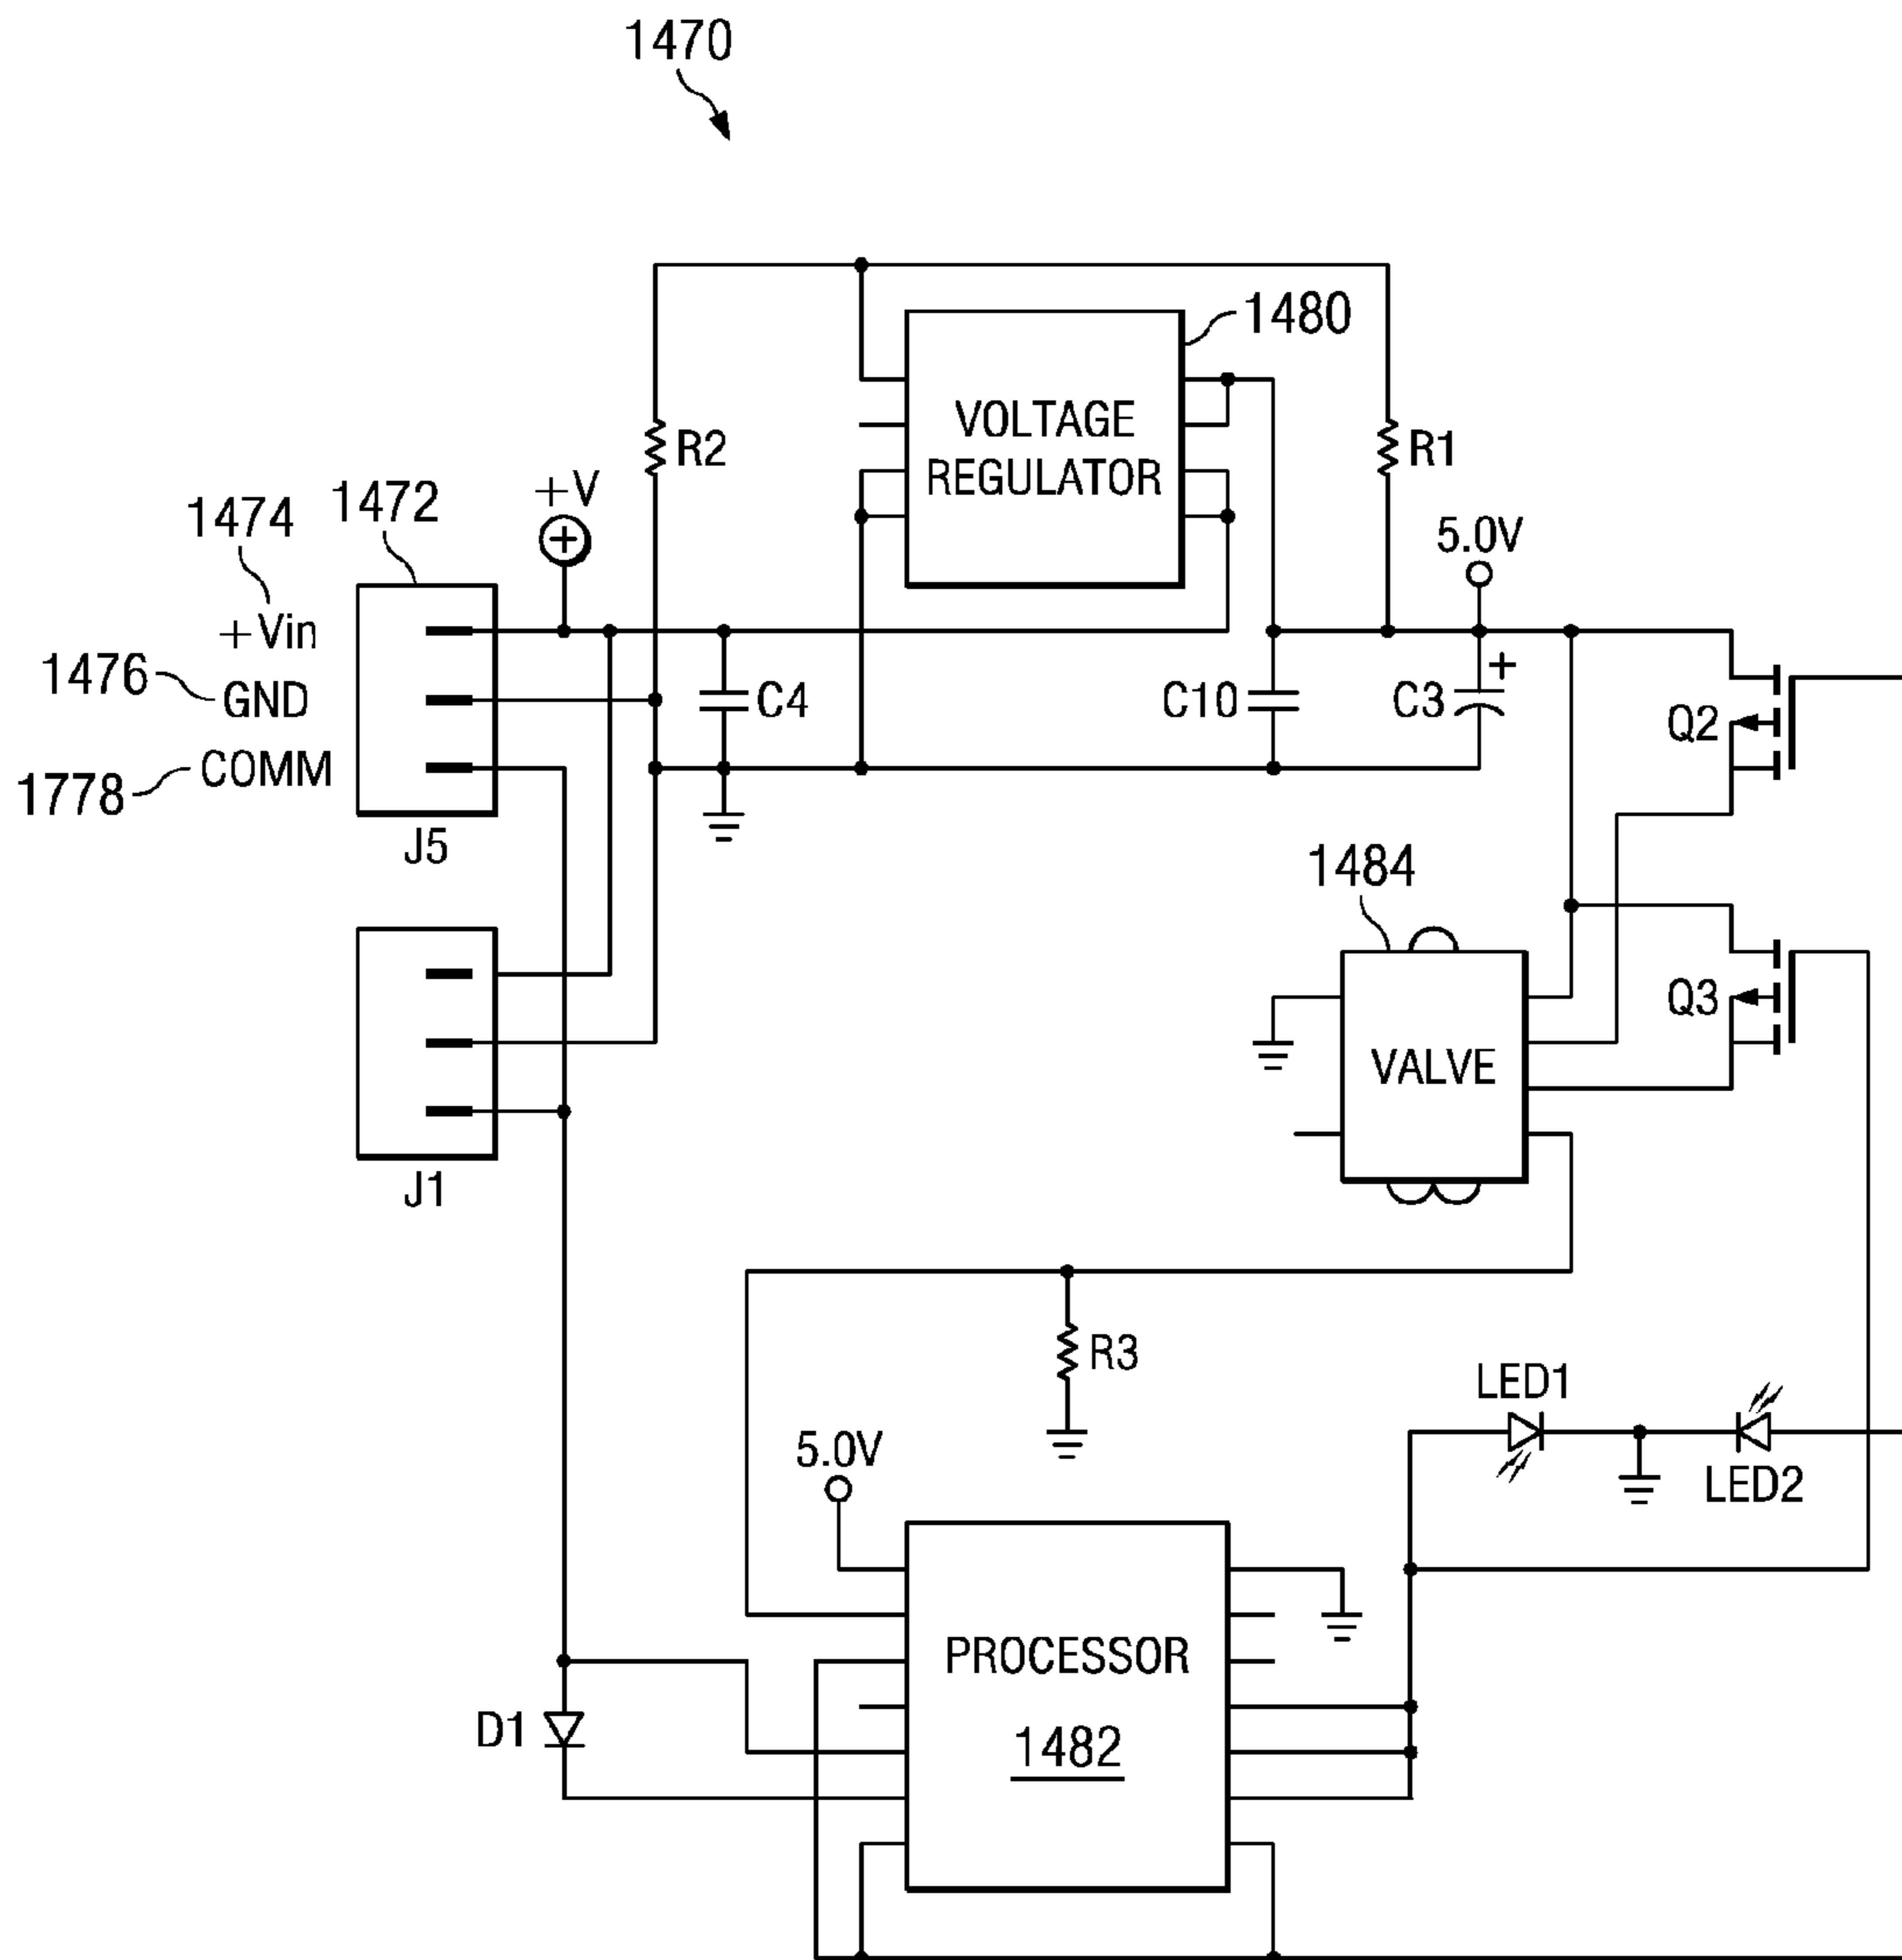 1470
1480
VOLTAGE
REGULATOR
R2
R1
+V
1474
1472
5.0V
+Vin
1476
GND
C4
C10
C3
+
Q2
1778
COMM
J5
1484
Q3
VALVE
J1
R3
LED1
5.0V
LED2
PROCESSOR
D1
1482